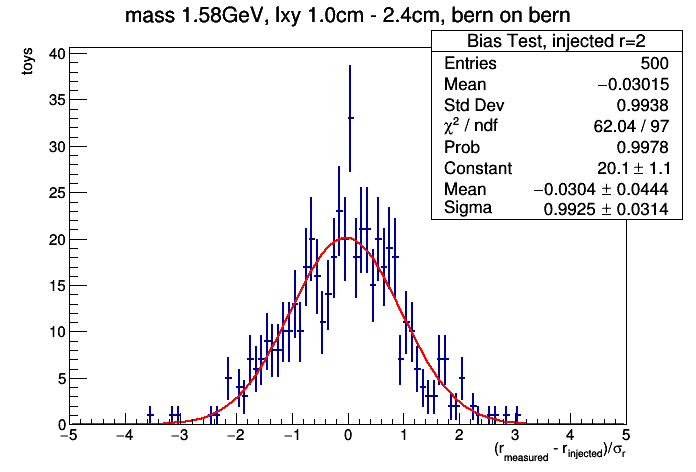 mass 1.58GeV, lxy 1.0cm - 2.4cm, bern on bern
Bias Test, injected r=2
Entries 500
Mean −0.03015
Std Dev 0.9938
χ² / ndf 62.04 / 97
Prob 0.9978
Constant 20.1 ± 1.1
Mean −0.0304 ± 0.0444
Sigma 0.9925 ± 0.0314
toys
40
35
30
25
20
15
10
5
0
−5 −4 −3 −2 −1 0 1 2 3 4 5
(r_measured - r_injected)/σ_r